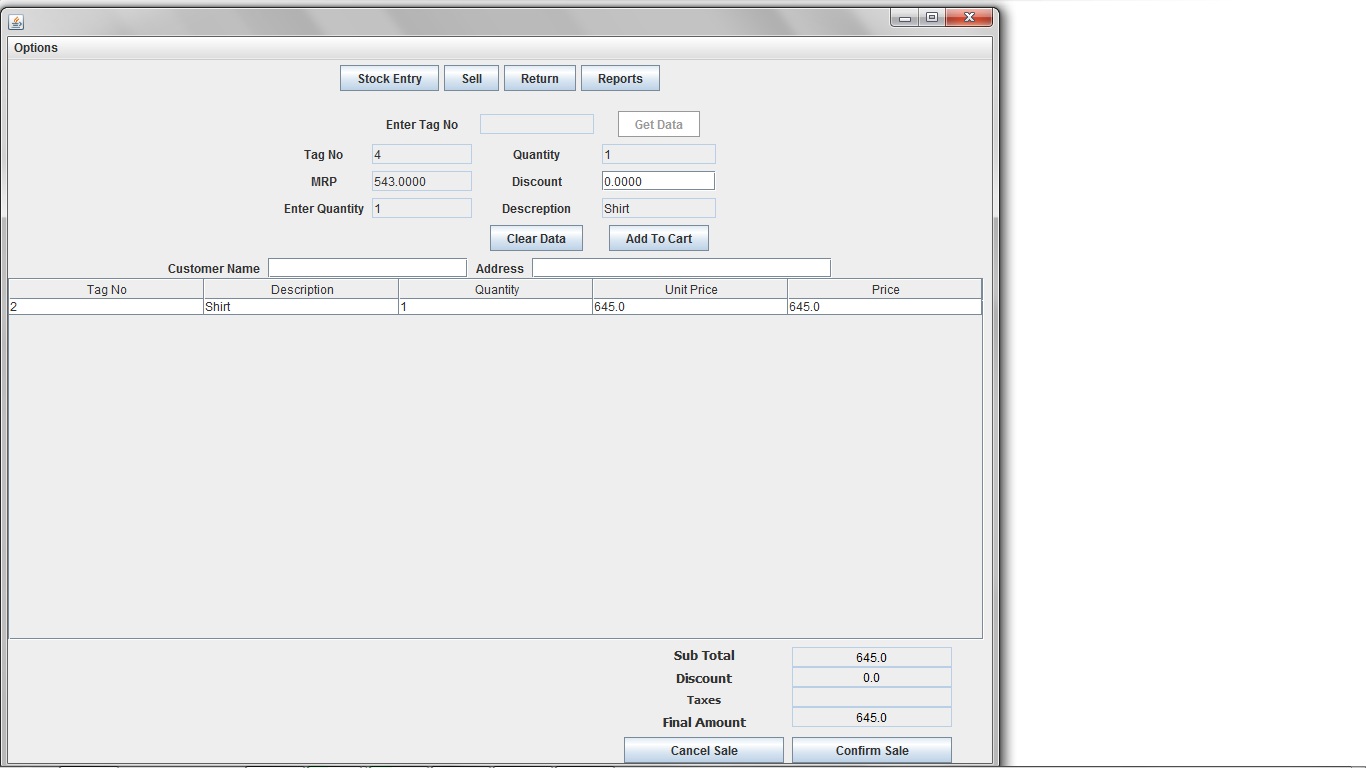 Options
Stock Entry Sell Return Reports
Enter Tag No Get Data
Tag No 4 Quantity 1
MRP 543.0000 Discount 0.0000
Enter Quantity 1 Descreption Shirt
Clear Data Add To Cart
Customer Name Address
Tag No Description Quantity Unit Price Price
2 Shirt 1 645.0 645.0
Sub Total 645.0
Discount 0.0
Taxes
Final Amount 645.0
Cancel Sale Confirm Sale